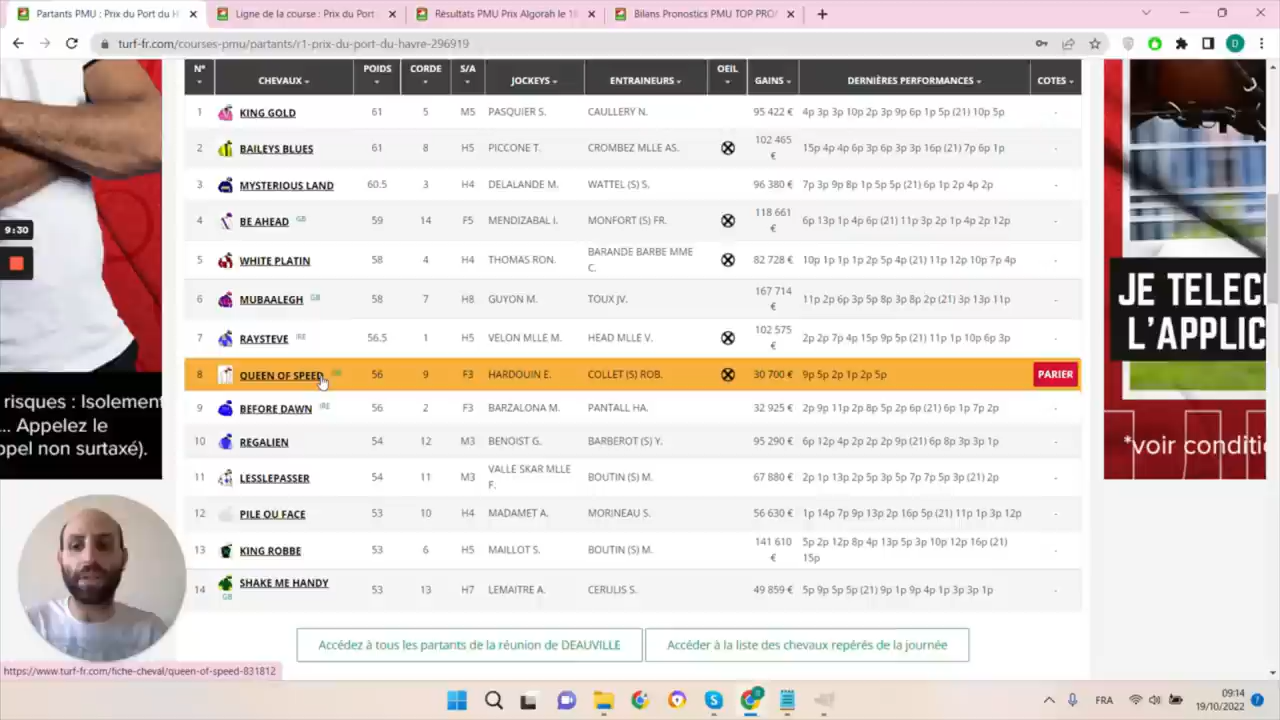 Partants PMU : Prix du Port du H
Ligne de la course : Prix du Port
Résultats PMU Prix Algorah le 1
Bilans Pronostics PMU TOP PRO
turf-fr.com/courses-pmu/partants/r1-prix-du-port-du-havre-296919
N° CHEVAUX POIDS CORDE S/A JOCKEYS ENTRAINEURS OEIL GAINS DERNIÈRES PERFORMANCES COTES
1 KING GOLD 61 5 M5 PASQUIER S. CAULLERY N. 95 422 € 4p 3p 3p 10p 2p 3p 9p 6p 1p 5p (21) 10p 5p -
2 BAILEYS BLUES 61 8 H5 PICCONE T. CROMBEZ MLLE AS. 102 465 € 15p 4p 4p 6p 3p 6p 3p 3p 16p (21) 7p 6p 1p -
3 MYSTERIOUS LAND 60.5 3 H4 DELALANDE M. WATTEL (S) S. 96 380 € 7p 3p 9p 8p 1p 5p 5p (21) 6p 1p 2p 4p 2p -
4 BE AHEAD GB 59 14 F5 MENDIZABAL I. MONFORT (S) FR. 118 661 € 6p 13p 1p 4p 6p (21) 11p 3p 2p 1p 4p 2p 12p -
5 WHITE PLATIN 58 4 H4 THOMAS RON. BARANDE BARBE MME C. 82 728 € 10p 1p 1p 1p 2p 5p 4p (21) 11p 12p 10p 7p 4p -
6 MUBAALEGH GB 58 7 H8 GUYON M. TOUX JV. 167 714 € 11p 2p 6p 3p 5p 8p 3p 8p 2p (21) 3p 13p 11p -
7 RAYSTEVE IRE 56.5 1 H5 VELON MLLE M. HEAD MLLE V. 102 575 € 2p 2p 7p 4p 15p 9p 5p (21) 1p 10p 6p 3p -
8 QUEEN OF SPEED 56 9 F3 HARDOUIN E. COLLET (S) ROB. 30 700 € 9p 5p 2p 1p 2p 5p PARIER
9 BEFORE DAWN IRE 56 2 F3 BARZALONA M. PANTALL HA. 32 925 € 2p 9p 11p 2p 8p 5p 2p 6p (21) 6p 1p 7p 2p -
10 REGALIEN 54 12 M3 BENOIST G. BARBEROT (S) Y. 95 290 € 6p 12p 4p 2p 2p 2p 9p (21) 6p 8p 3p 3p 1p -
11 LESSLEPASSER 54 11 M3 VALLE SKAR MLLE F. BOUTIN (S) M. 67 880 € 2p 1p 13p 2p 5p 3p 5p 7p 7p 5p 3p (21) 2p -
12 PILE OU FACE 53 10 H4 MADAMET A. MORINEAU S. 56 630 € 1p 14p 7p 9p 13p 2p 16p 5p (21) 11p 1p 3p 12p -
13 KING ROBBE 53 6 H5 MAILLOT S. BOUTIN (S) M. 141 610 € 5p 2p 12p 8p 4p 13p 5p 3p 10p 12p 16p (21) 15p -
14 SHAKE ME HANDY GB 53 13 H7 LEMAITRE A. CERULIS S. 49 859 € 5p 9p 5p 5p (21) 9p 1p 9p 4p 1p 3p 3p 1p -
9:30
risques : Isolement
... Appelez le
ppel non surtaxé).
JE TELEC
L'APPLIC
*voir conditi
Accédez à tous les partants de la réunion de DEAUVILLE
Accéder à la liste des chevaux repérés de la journée
https://www.turf-fr.com/fiche-cheval/queen-of-speed-831812
FRA
09:14
19/10/2022